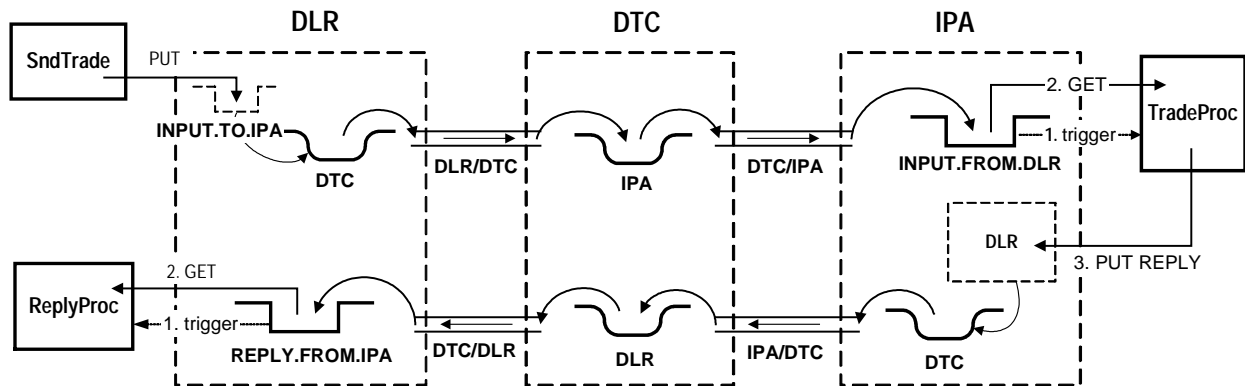 DLR
DTC
IPA
SndTrade
PUT
INPUT.TO.IPA
DTC
DLR/DTC
IPA
DTC/IPA
2. GET
1. trigger
INPUT.FROM.DLR
TradeProc
DLR
3. PUT REPLY
2. GET
ReplyProc
1. trigger
REPLY.FROM.IPA
DTC/DLR
DLR
IPA/DTC
DTC